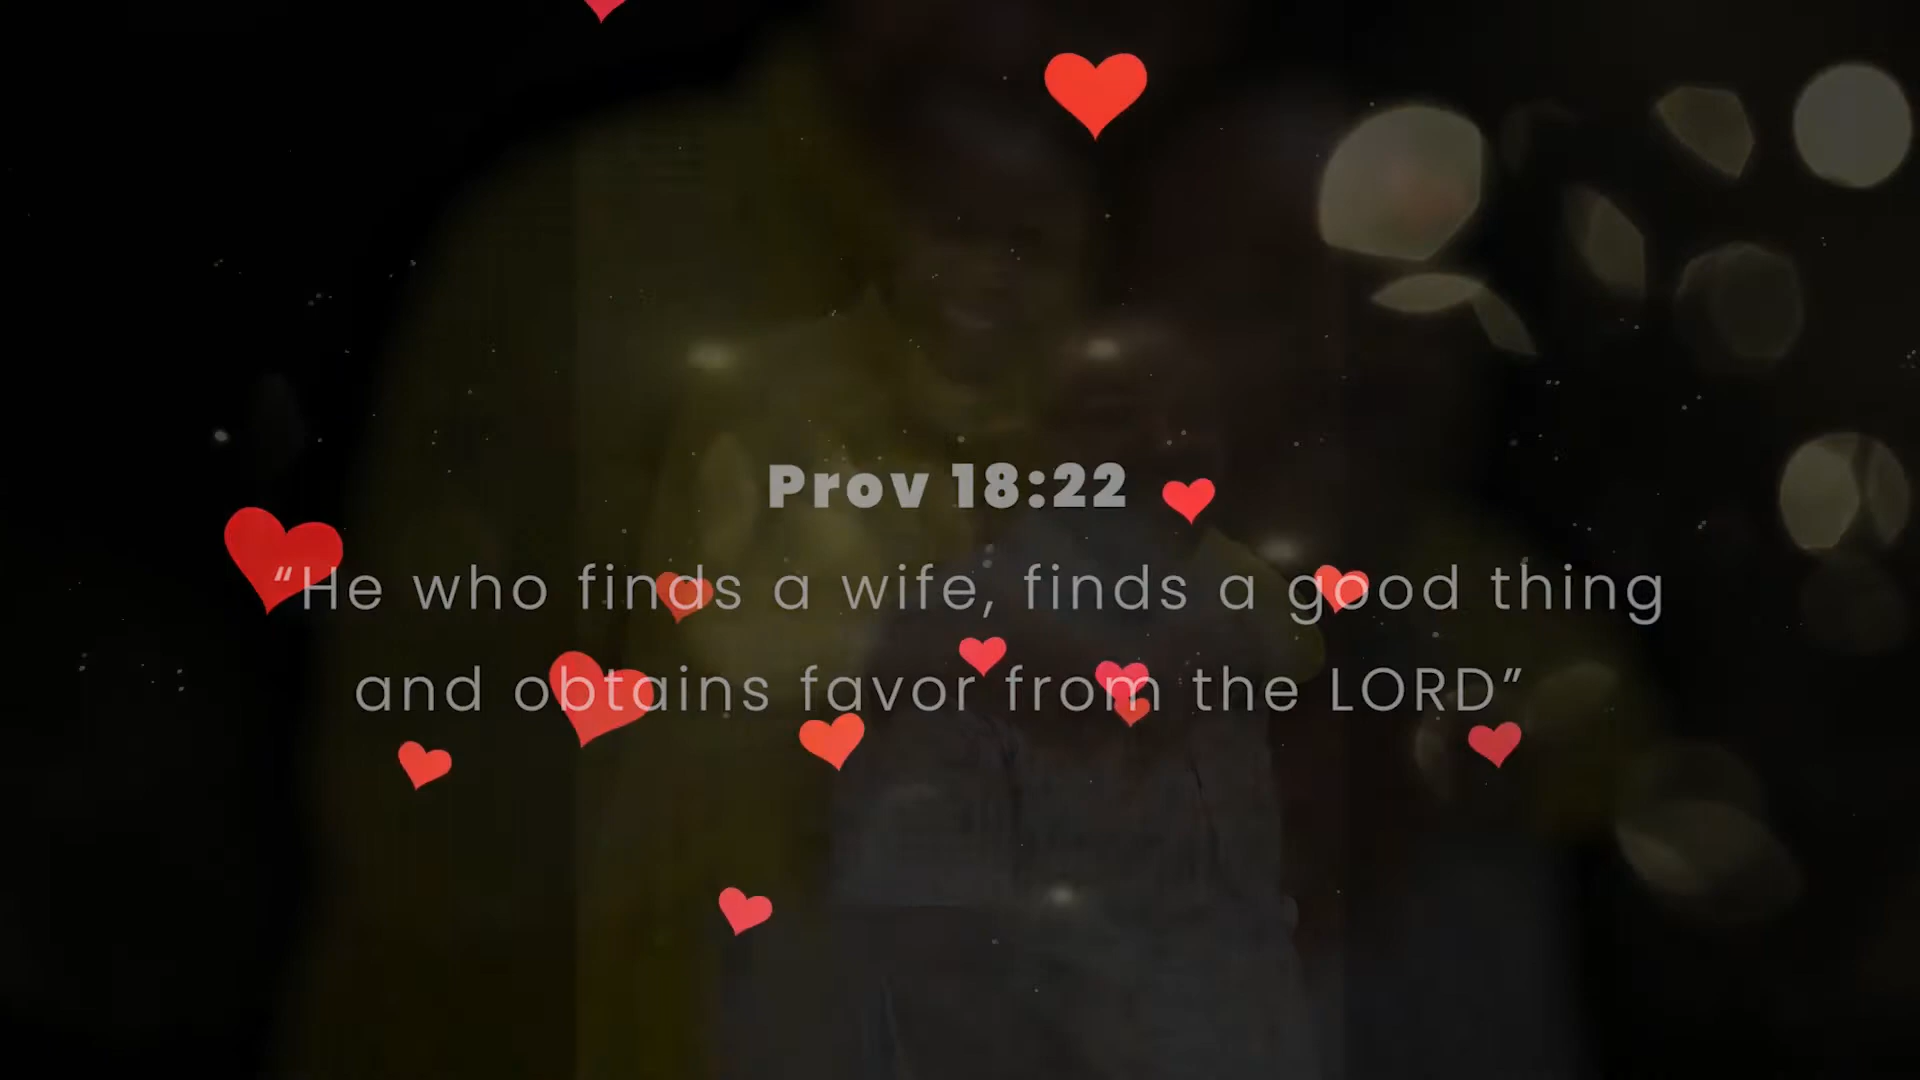 Prov 18:22
“He who finds a wife, finds a good thing
and obtains favor from the LORD”